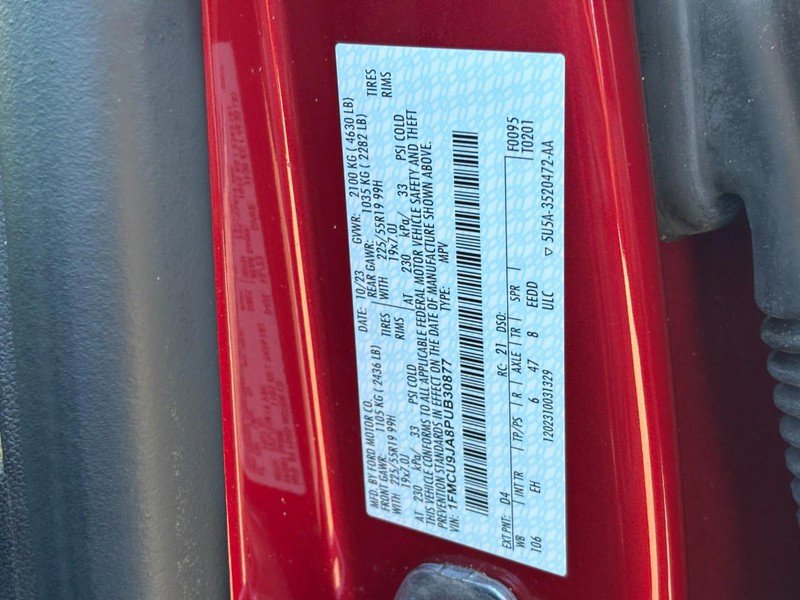 MFD. BY FORD MOTOR CO. DATE: 10/23 GVWR: 2100 KG ( 4630 LB)
FRONT GAWR: 1105 KG ( 2436 LB) REAR GAWR: 1035 KG ( 2282 LB)
WITH 225/55R19 99H TIRES WITH 225/55R19 99H TIRES
19x7.0J RIMS 19x7.0J RIMS
AT 230 kPa/ 33 PSI COLD AT 230 kPa/ 33 PSI COLD
THIS VEHICLE CONFORMS TO ALL APPLICABLE FEDERAL MOTOR VEHICLE SAFETY AND THEFT
PREVENTION STANDARDS IN EFFECT ON THE DATE OF MANUFACTURE SHOWN ABOVE.
VIN: 1FMCU9JA8PUB30877 TYPE: MPV
EXT PNT: D4 RC: 21 DSO: F0095
WB | INT TR | TP/PS | R | AXLE | TR | SPR T0201
106 EH 6 47 8 EEDD
1202310031329 ULC ▽ 5U5A-3520472-AA